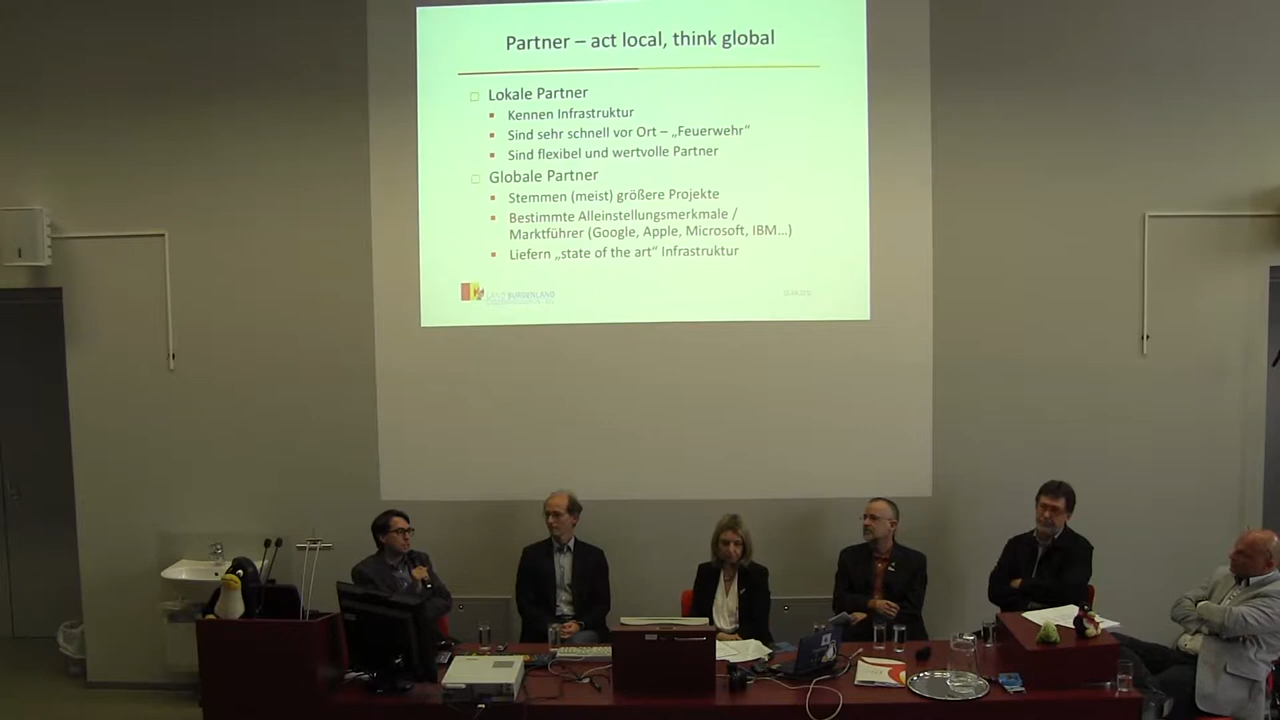 Partner – act local, think global
Lokale Partner
Kennen Infrastruktur
Sind sehr schnell vor Ort – „Feuerwehr“
Sind flexibel und wertvolle Partner
Globale Partner
Stemmen (meist) größere Projekte
Bestimmte Alleinstellungsmerkmale /
Marktführer (Google, Apple, Microsoft, IBM...)
Liefern „state of the art“ Infrastruktur
LAND BURGENLAND